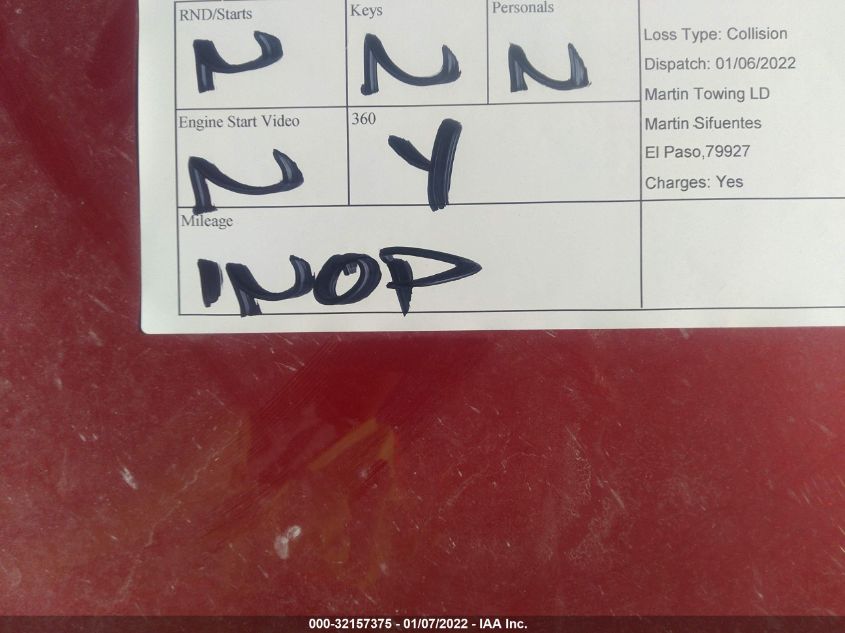 RND/Starts
N
Keys
N
Personals
N
Engine Start Video
N
360
Y
Mileage
INOP
Loss Type: Collision
Dispatch: 01/06/2022
Martin Towing LD
Martin Sifuentes
El Paso,79927
Charges: Yes
000-32157375 - 01/07/2022 - IAA Inc.